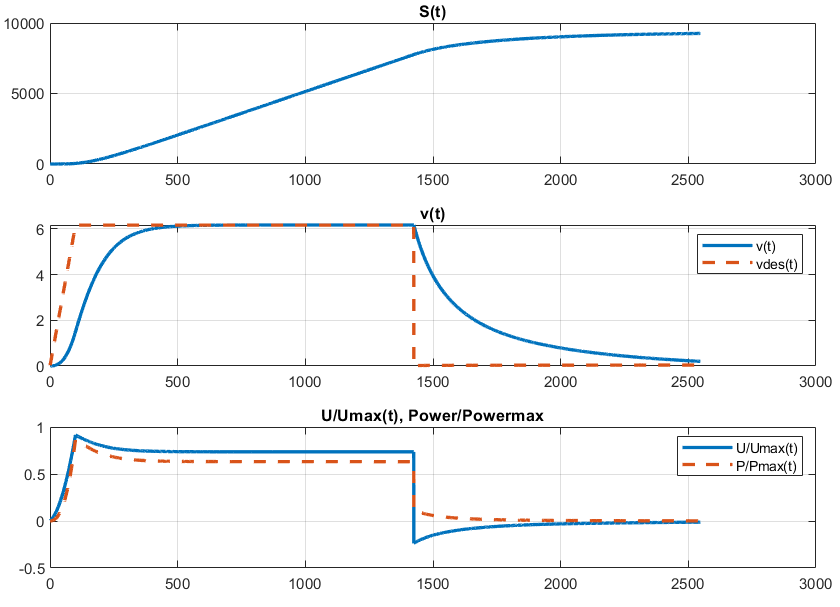 S(t)
10000
5000
0
0 500 1000 1500 2000 2500 3000
v(t)
6
4
2
0
v(t)
vdes(t)
0 500 1000 1500 2000 2500 3000
U/Umax(t), Power/Powermax
1
0.5
0
-0.5
U/Umax(t)
P/Pmax(t)
0 500 1000 1500 2000 2500 3000